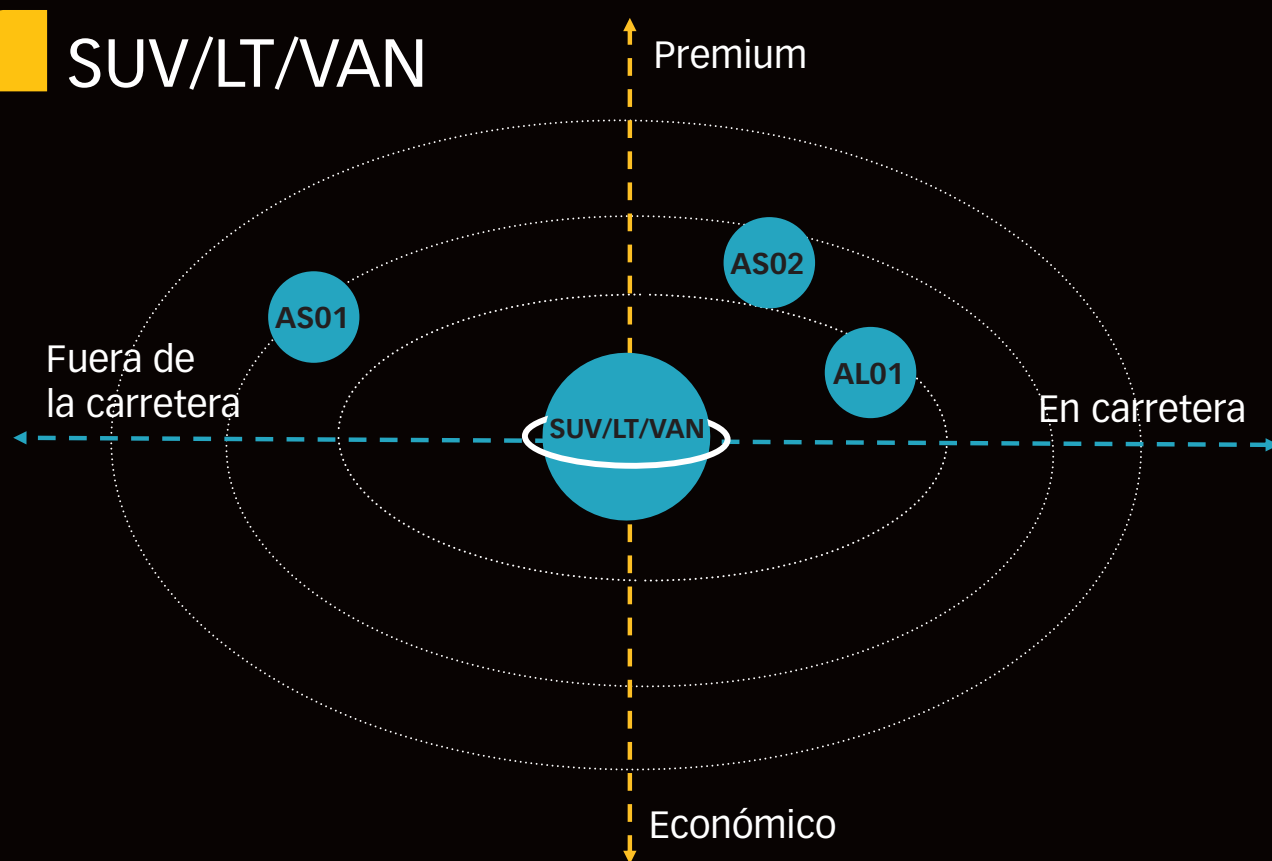 SUV/LT/VAN
Premium
AS02
AS01
Fuera de
la carretera
AL01
En carretera
SUV/LT/VAN
Económico